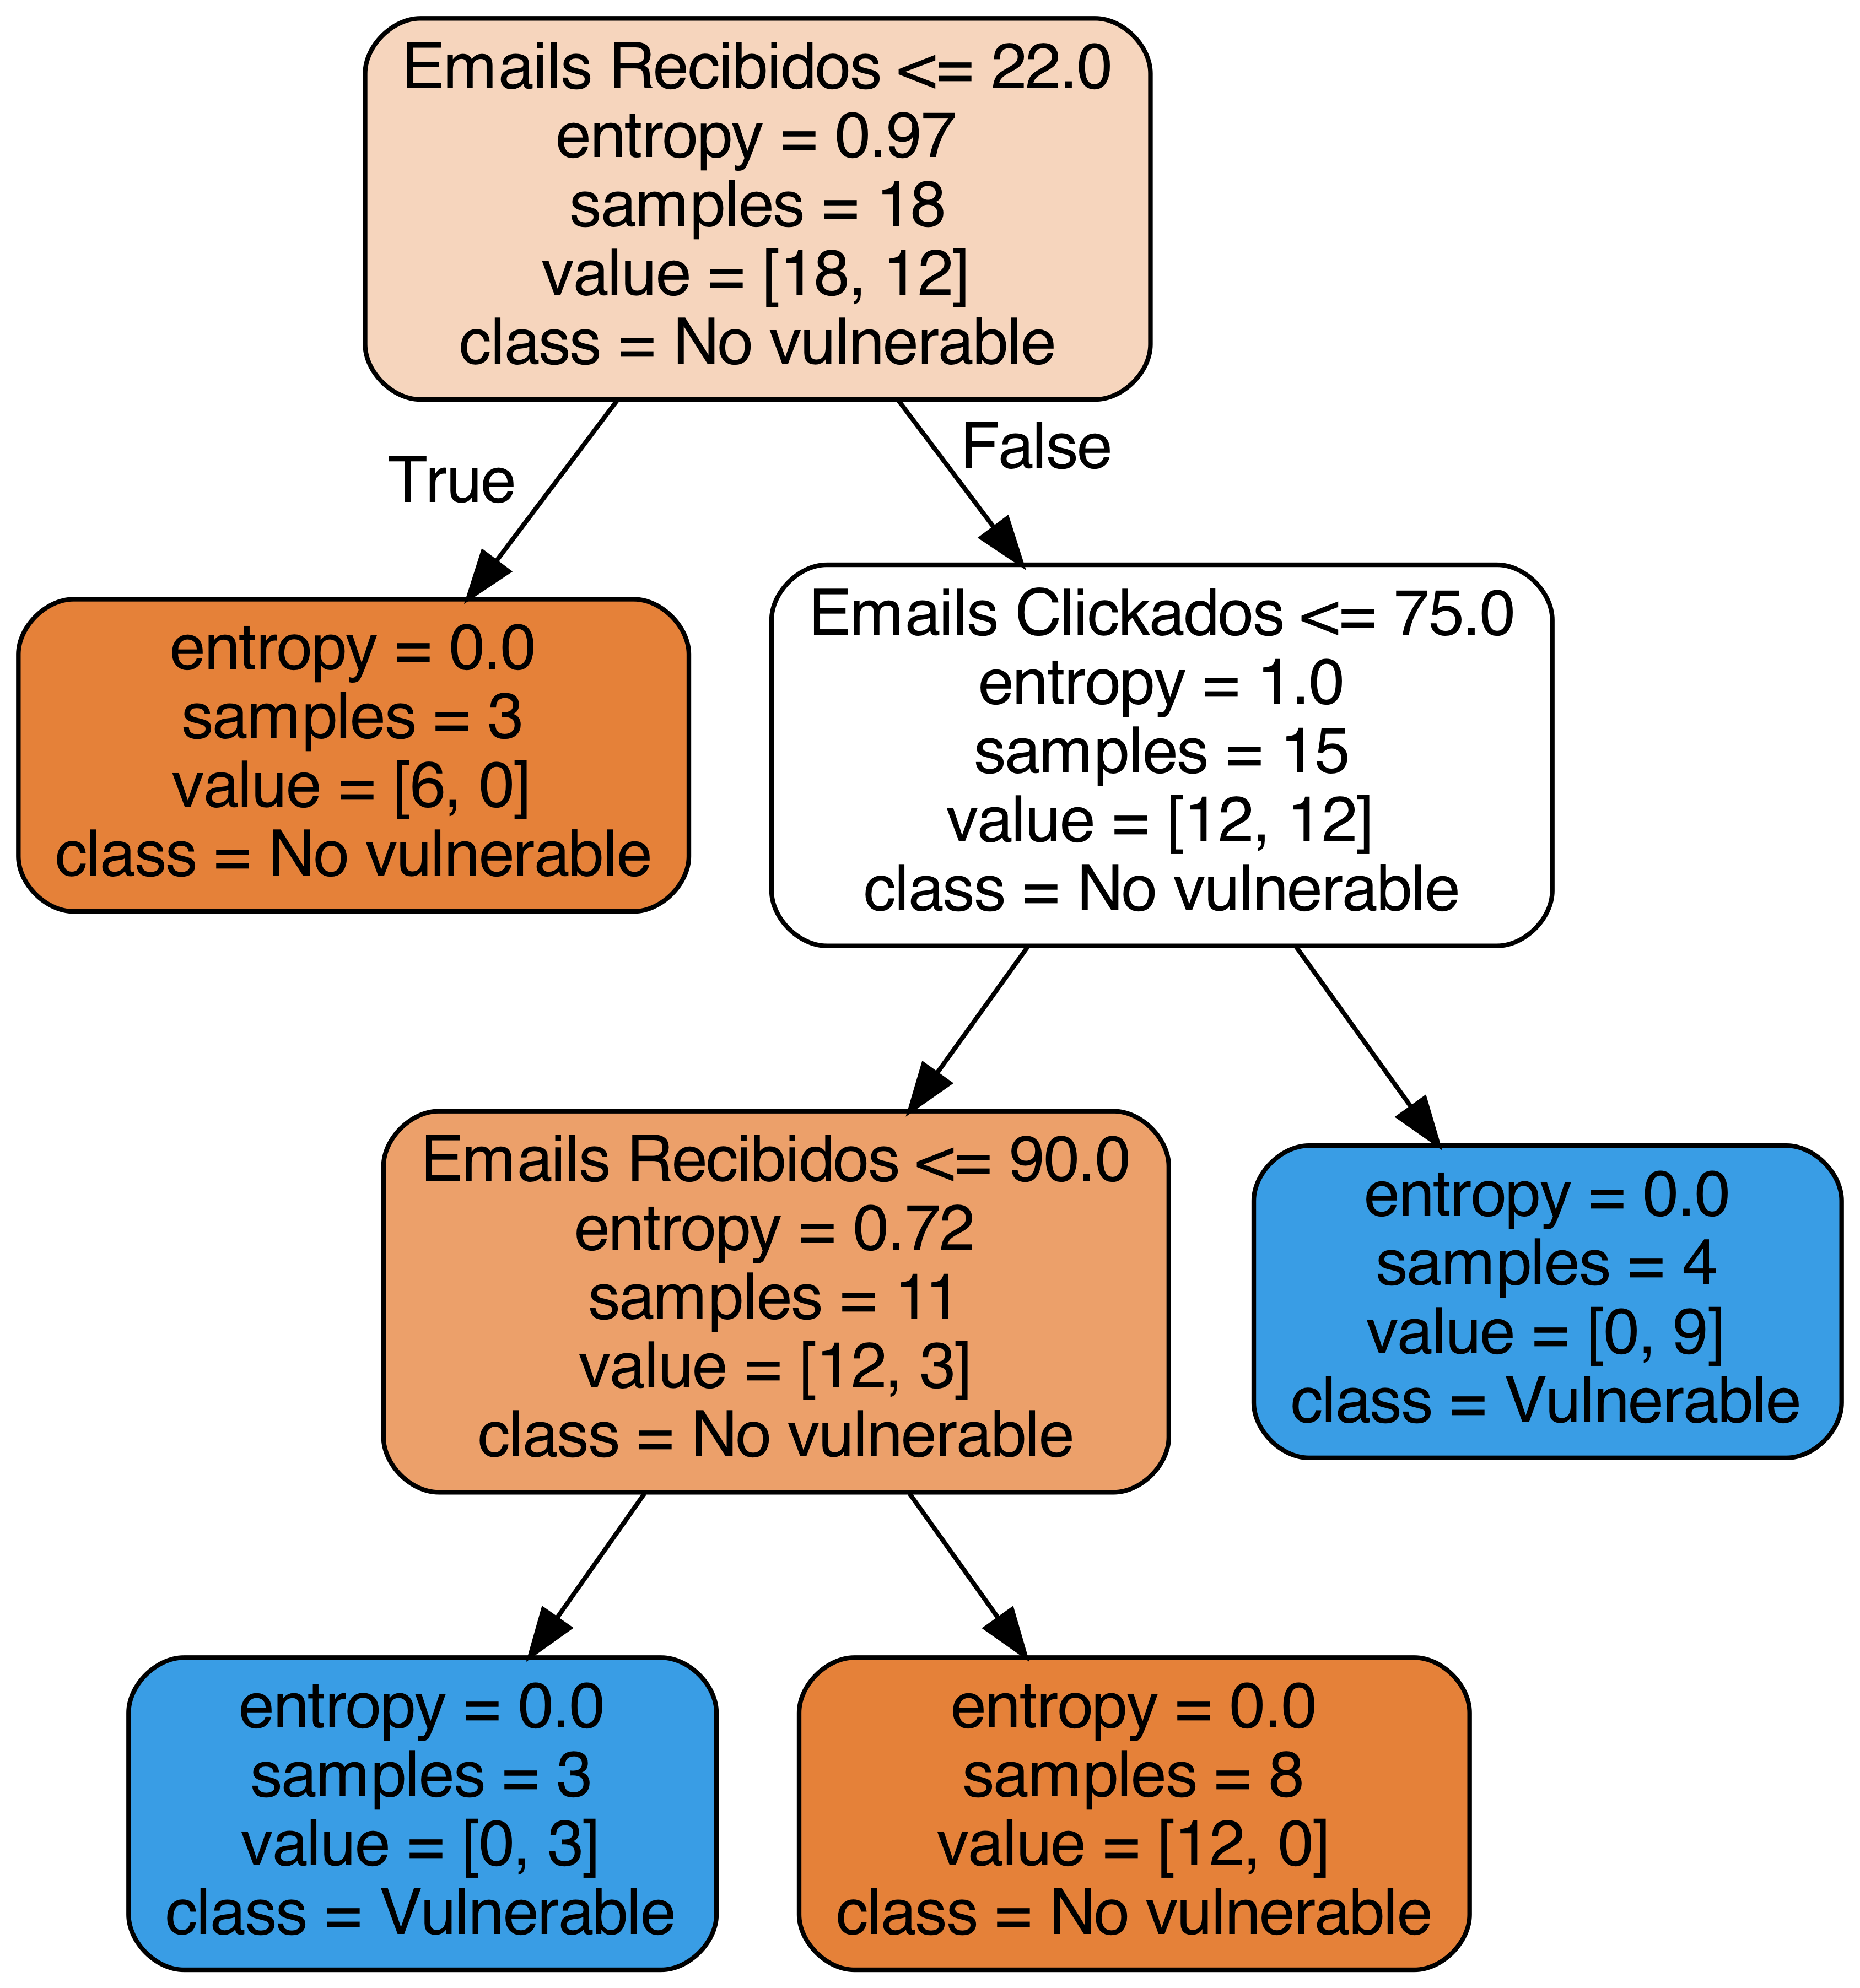 Emails Recibidos <= 22.0
entropy = 0.97
samples = 18
value = [18, 12]
class = No vulnerable
True
False
entropy = 0.0
samples = 3
value = [6, 0]
class = No vulnerable
Emails Clickados <= 75.0
entropy = 1.0
samples = 15
value = [12, 12]
class = No vulnerable
Emails Recibidos <= 90.0
entropy = 0.72
samples = 11
value = [12, 3]
class = No vulnerable
entropy = 0.0
samples = 4
value = [0, 9]
class = Vulnerable
entropy = 0.0
samples = 3
value = [0, 3]
class = Vulnerable
entropy = 0.0
samples = 8
value = [12, 0]
class = No vulnerable